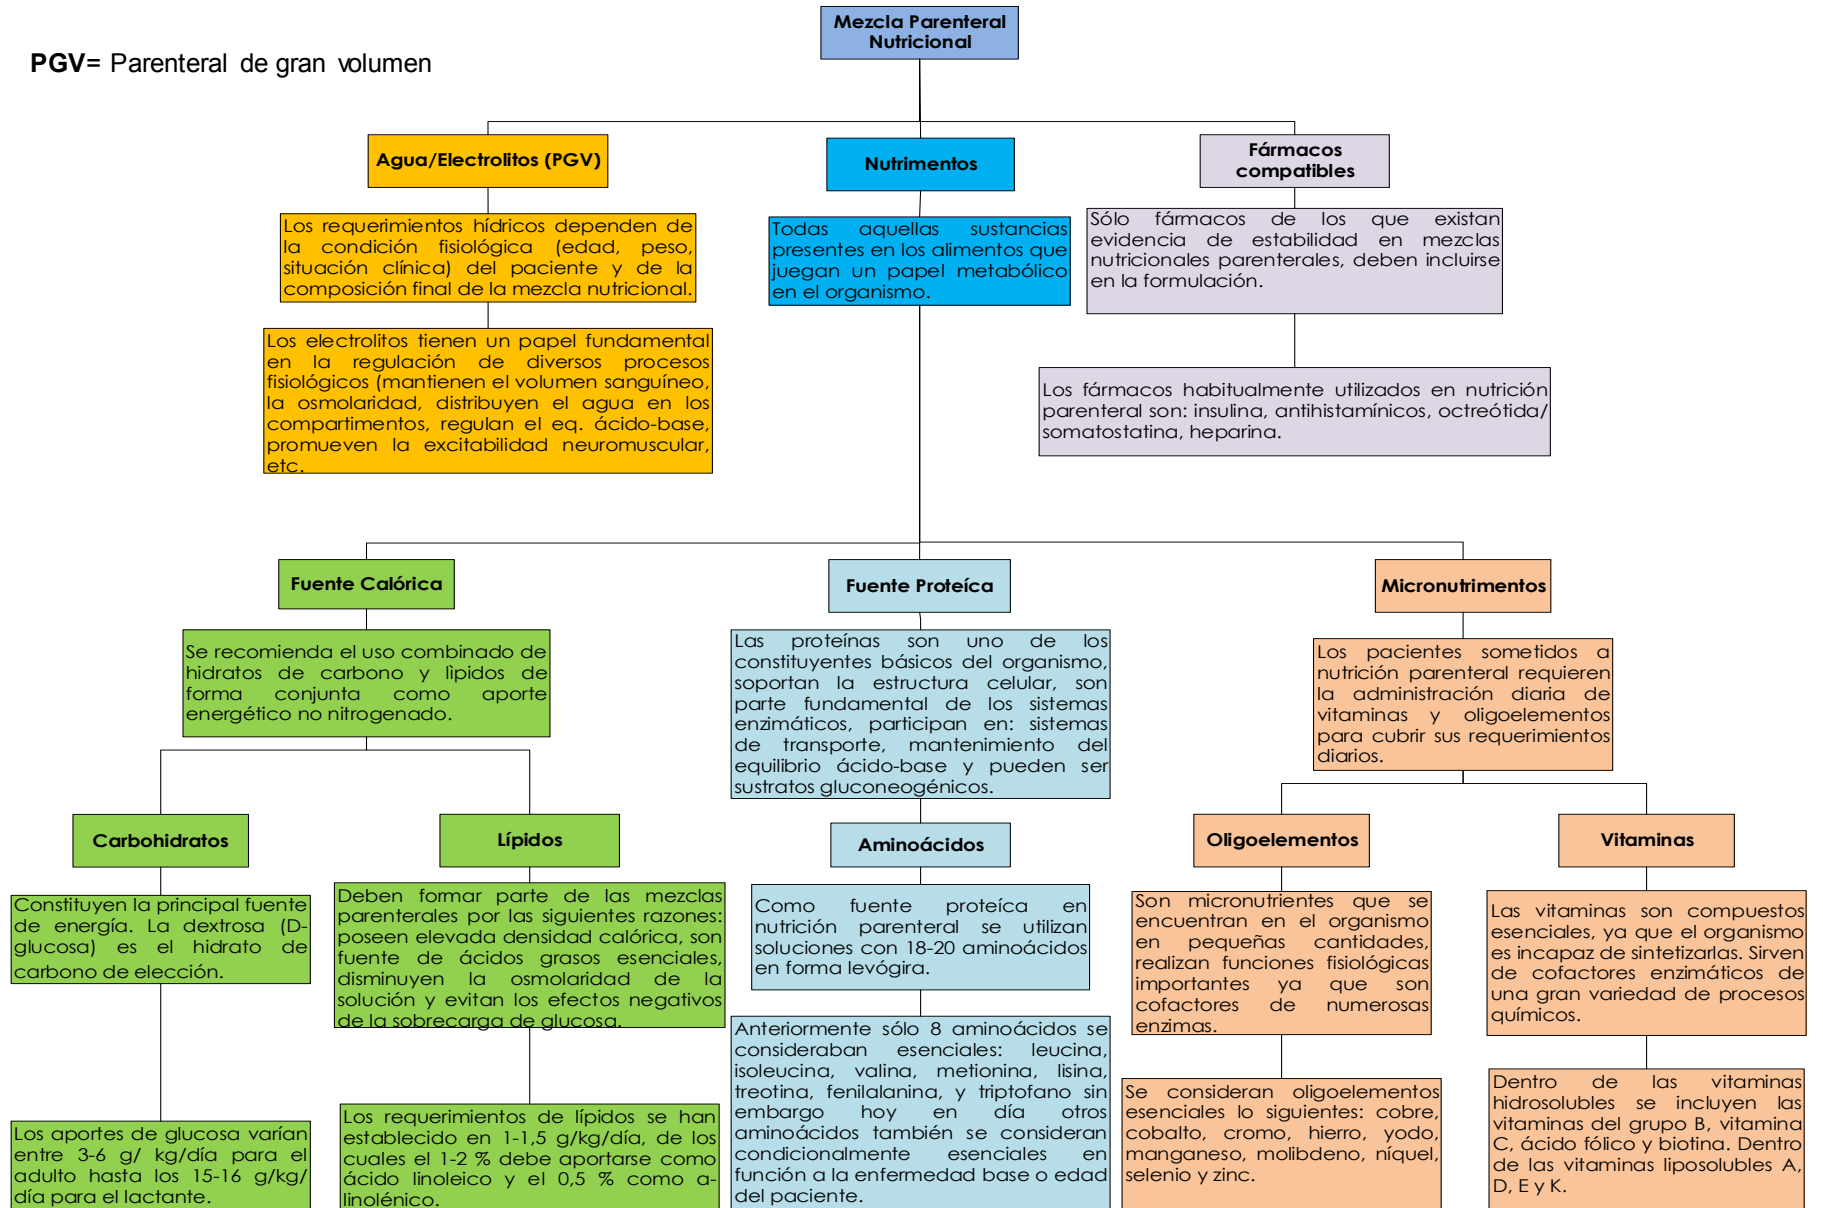 Mezcla Parenteral
Nutricional
PGV= Parenteral de gran volumen
Agua/Electrolitos (PGV)
Los requerimientos hídricos dependen de
la condición fisiológica (edad, peso,
situación clínica) del paciente y de la
composición final de la mezcla nutricional.
Los electrolitos tienen un papel fundamental
en la regulación de diversos procesos
fisiológicos (mantienen el volumen sanguíneo,
la osmolaridad, distribuyen el agua en los
compartimentos, regulan el eq. ácido-base,
promueven la excitabilidad neuromuscular,
etc.
Nutrimentos
Todas aquellas sustancias
presentes en los alimentos que
juegan un papel metabólico
en el organismo.
Fármacos
compatibles
Sólo fármacos de los que existan
evidencia de estabilidad en mezclas
nutricionales parenterales, deben incluirse
en la formulación.
Los fármacos habitualmente utilizados en nutrición
parenteral son: insulina, antihistamínicos, octreótida/
somatostatina, heparina.
Fuente Calórica
Se recomienda el uso combinado de
hidratos de carbono y lìpidos de
forma conjunta como aporte
energético no nitrogenado.
Carbohidratos
Constituyen la principal fuente
de energía. La dextrosa (D-
glucosa) es el hidrato de
carbono de elección.
Los aportes de glucosa varían
entre 3-6 g/ kg/día para el
adulto hasta los 15-16 g/kg/
día para el lactante.
Lípidos
Deben formar parte de las mezclas
parenterales por las siguientes razones:
poseen elevada densidad calórica, son
fuente de ácidos grasos esenciales,
disminuyen la osmolaridad de la
solución y evitan los efectos negativos
de la sobrecarga de glucosa.
Los requerimientos de lípidos se han
establecido en 1-1,5 g/kg/día, de los
cuales el 1-2 % debe aportarse como
ácido linoleico y el 0,5 % como a-
linolénico.
Fuente Proteíca
Las proteínas son uno de los
constituyentes básicos del organismo,
soportan la estructura celular, son
parte fundamental de los sistemas
enzimáticos, participan en: sistemas
de transporte, mantenimiento del
equilibrio ácido-base y pueden ser
sustratos gluconeogénicos.
Aminoácidos
Como fuente proteíca en
nutrición parenteral se utilizan
soluciones con 18-20 aminoácidos
en forma levógira.
Anteriormente sólo 8 aminoácidos se
consideraban esenciales: leucina,
isoleucina, valina, metionina, lisina,
treotina, fenilalanina, y triptofano sin
embargo hoy en día otros
aminoácidos también se consideran
condicionalmente esenciales en
función a la enfermedad base o edad
del paciente.
Micronutrimentos
Los pacientes sometidos a
nutrición parenteral requieren
la administración diaria de
vitaminas y oligoelementos
para cubrir sus requerimientos
diarios.
Oligoelementos
Son micronutrientes que se
encuentran en el organismo
en pequeñas cantidades,
realizan funciones fisiológicas
importantes ya que son
cofactores de numerosas
enzimas.
Se consideran oligoelementos
esenciales lo siguientes: cobre,
cobalto, cromo, hierro, yodo,
manganeso, molibdeno, níquel,
selenio y zinc.
Vitaminas
Las vitaminas son compuestos
esenciales, ya que el organismo
es incapaz de sintetizarlas. Sirven
de cofactores enzimáticos de
una gran variedad de procesos
químicos.
Dentro de las vitaminas
hidrosolubles se incluyen las
vitaminas del grupo B, vitamina
C, ácido fólico y biotina. Dentro
de las vitaminas liposolubles A,
D, E y K.